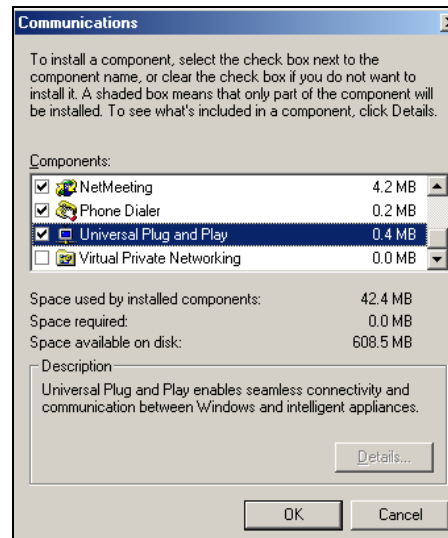 Communications
To install a component, select the check box next to the
component name, or clear the check box if you do not want to
install it. A shaded box means that only part of the component will
be installed. To see what's included in a component, click Details.
Components:
NetMeeting 4.2 MB
Phone Dialer 0.2 MB
Universal Plug and Play 0.4 MB
Virtual Private Networking 0.0 MB
Space used by installed components: 42.4 MB
Space required: 0.0 MB
Space available on disk: 608.5 MB
Description
Universal Plug and Play enables seamless connectivity and
communication between Windows and intelligent appliances.
Details...
OK Cancel